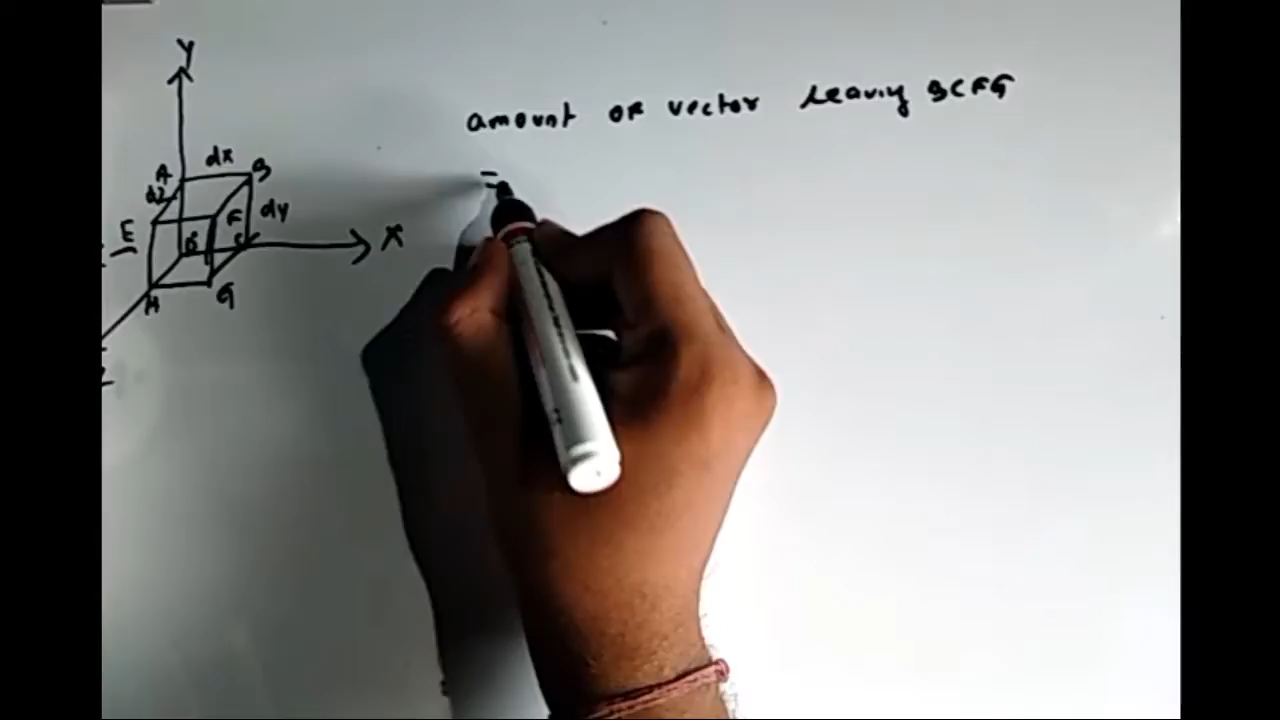 amount of vector leaving BCFG
=
Y
A
dx
B
dz
dy
E
F
C
X
H
G